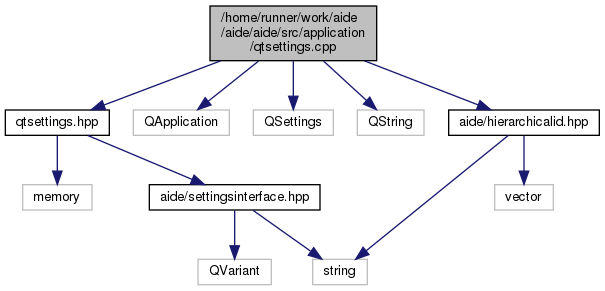 /home/runner/work/aide
/aide/aide/src/application
/qtsettings.cpp
qtsettings.hpp
QApplication
QSettings
QString
aide/hierarchicalid.hpp
memory
aide/settingsinterface.hpp
vector
QVariant
string